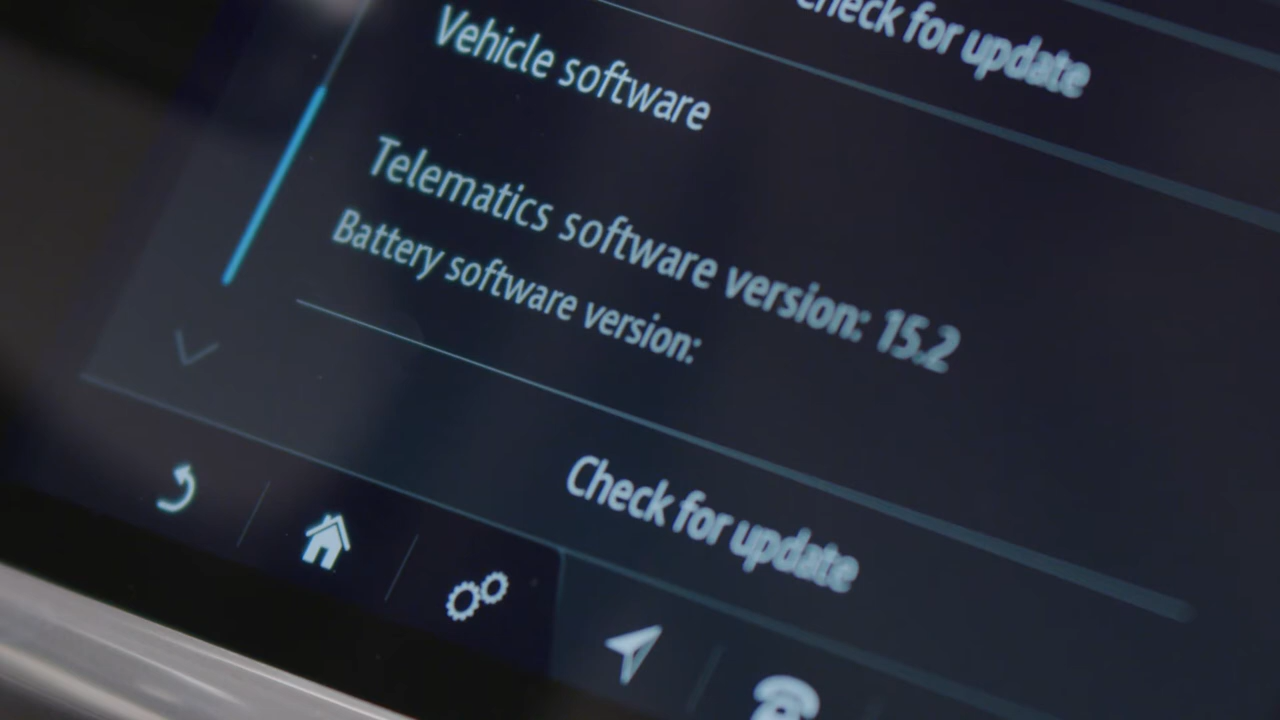 Check for update
Vehicle software
Telematics software version: 15.2
Battery software version:
Check for update